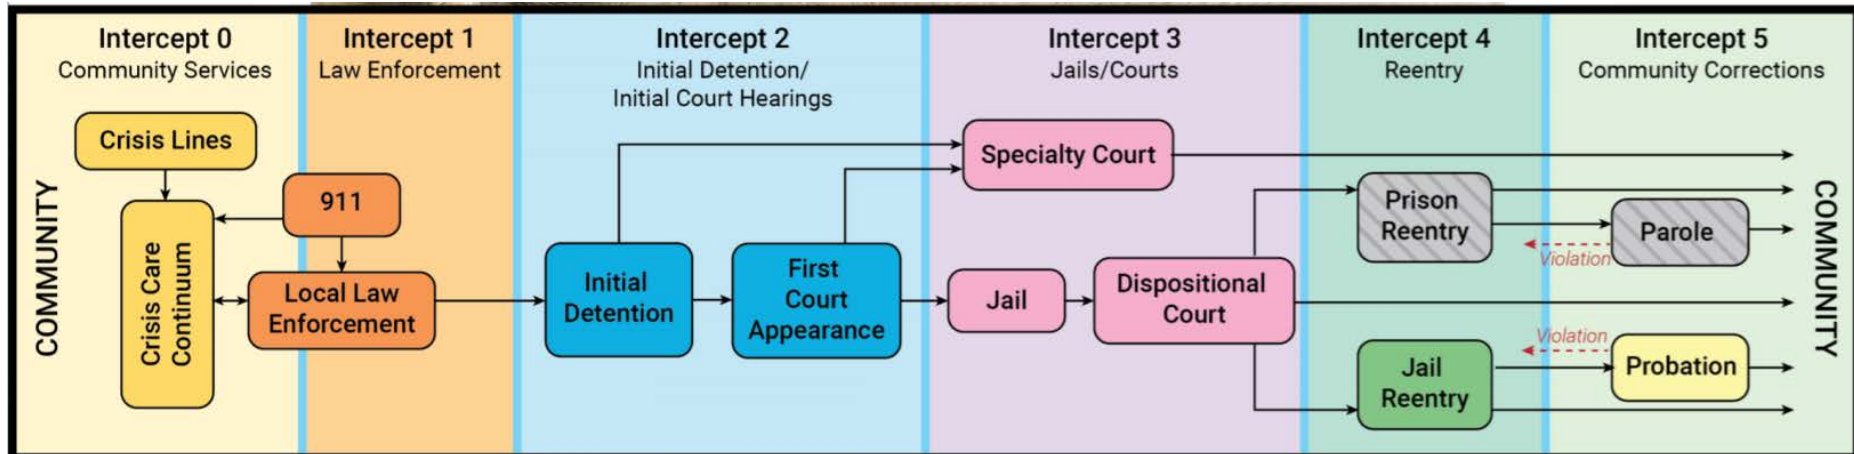 Intercept 0
Community Services
Intercept 1
Law Enforcement
Intercept 2
Initial Detention/
Initial Court Hearings
Intercept 3
Jails/Courts
Intercept 4
Reentry
Intercept 5
Community Corrections
COMMUNITY
Crisis Lines
Crisis Care
Continuum
911
Local Law
Enforcement
Initial
Detention
First
Court
Appearance
Specialty Court
Jail
Dispositional
Court
Prison
Reentry
Jail
Reentry
Parole
Violation
Violation
Probation
COMMUNITY